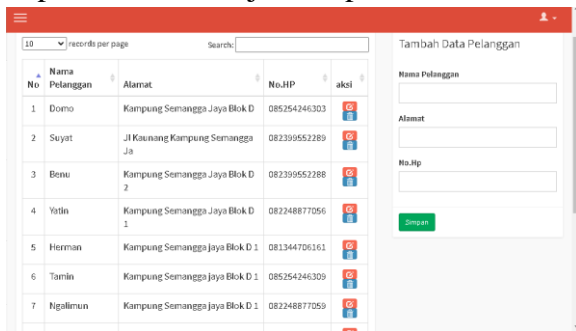 10 records per page Search:
No Nama Pelanggan Alamat No.HP aksi
1 Domo Kampung Semangga Jaya Blok D 085254246303
2 Suyat Jl Kaunang Kampung Semangga Ja 082399552289
3 Benu Kampung Semangga Jaya Blok D 2 082399552288
4 Yatin Kampung Semangga Jaya Blok D 1 082248877056
5 Herman Kampung Semangga jaya Blok D 1 081344706161
6 Tamin Kampung Semangga jaya Blok D 1 085254246309
7 Ngalimun Kampung Semangga jaya Blok D 1 082248877059
Tambah Data Pelanggan
Nama Pelanggan
Alamat
No.Hp
Simpan